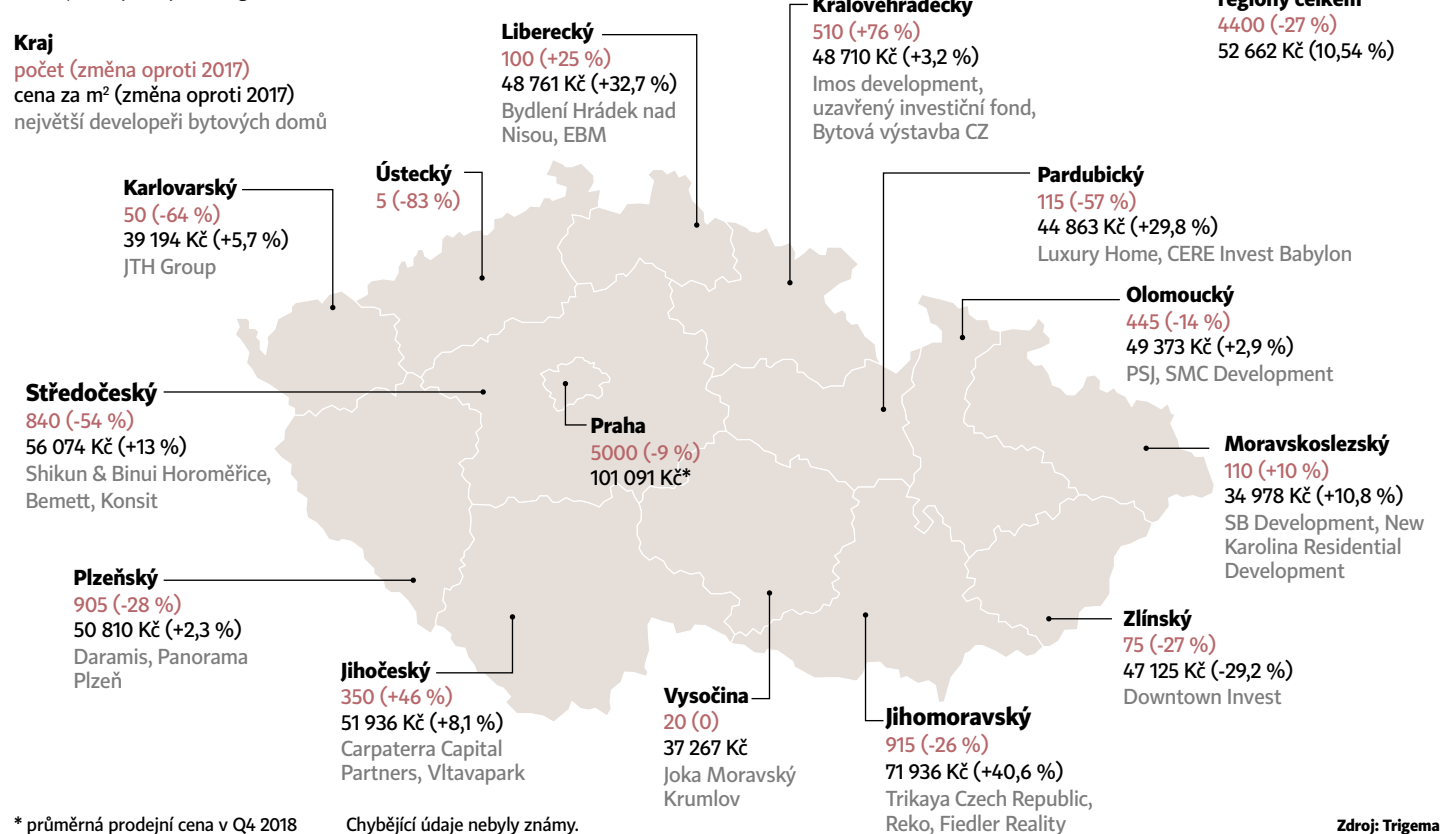 Kraj
počet (změna oproti 2017)
cena za m² (změna oproti 2017)
největší developeři bytových domů
Liberecký
100 (+25 %)
48 761 Kč (+32,7 %)
Bydlení Hrádek nad
Nisou, EBM
Královéhradecký
510 (+76 %)
48 710 Kč (+3,2 %)
Imos development,
uzavřený investiční fond,
Bytová výstavba CZ
regiony celkem
4400 (-27 %)
52 662 Kč (10,54 %)
Karlovarský
50 (-64 %)
39 194 Kč (+5,7 %)
JTH Group
Ústecký
5 (-83 %)
Pardubický
115 (-57 %)
44 863 Kč (+29,8 %)
Luxury Home, CERE Invest Babylon
Olomoucký
445 (-14 %)
49 373 Kč (+2,9 %)
PSJ, SMC Development
Středočeský
840 (-54 %)
56 074 Kč (+13 %)
Shikun & Binui Horoměřice,
Bemett, Konsit
Praha
5000 (-9 %)
101 091 Kč*
Moravskoslezský
110 (+10 %)
34 978 Kč (+10,8 %)
SB Development, New
Karolina Residential
Development
Plzeňský
905 (-28 %)
50 810 Kč (+2,3 %)
Daramis, Panorama
Plzeň
Jihočeský
350 (+46 %)
51 936 Kč (+8,1 %)
Carpaterra Capital
Partners, Vltavapark
Vysočina
20 (0)
37 267 Kč
Joka Moravský
Krumlov
Jihomoravský
915 (-26 %)
71 936 Kč (+40,6 %)
Trikaya Czech Republic,
Reko, Fiedler Reality
Zlínský
75 (-27 %)
47 125 Kč (-29,2 %)
Downtown Invest
* průměrná prodejní cena v Q4 2018
Chybějící údaje nebyly známy.
Zdroj: Trigema